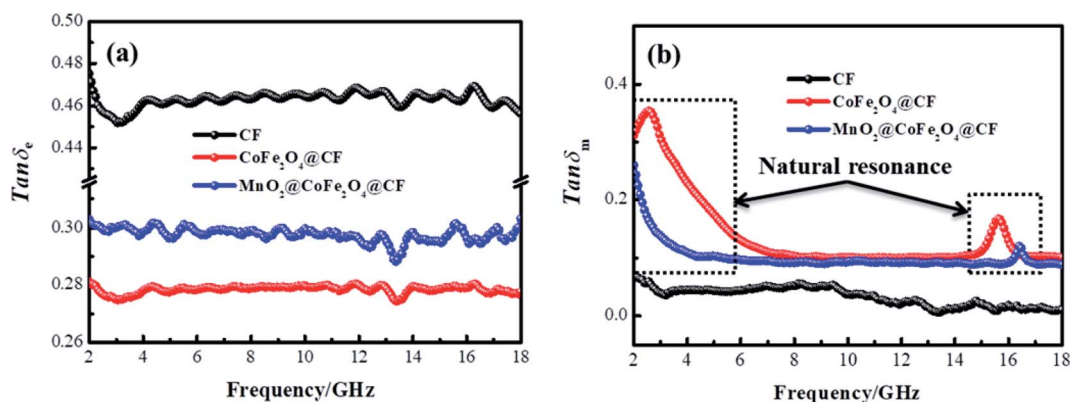 (a)
Tanδe
0.50
0.48
0.46
0.44
0.30
0.28
0.26
CF
CoFe2O4@CF
MnO2@CoFe2O4@CF
2 4 6 8 10 12 14 16 18
Frequency/GHz
(b)
Tanδm
0.4
0.2
0.0
CF
CoFe2O4@CF
MnO2@CoFe2O4@CF
Natural resonance
2 4 6 8 10 12 14 16 18
Frequency/GHz